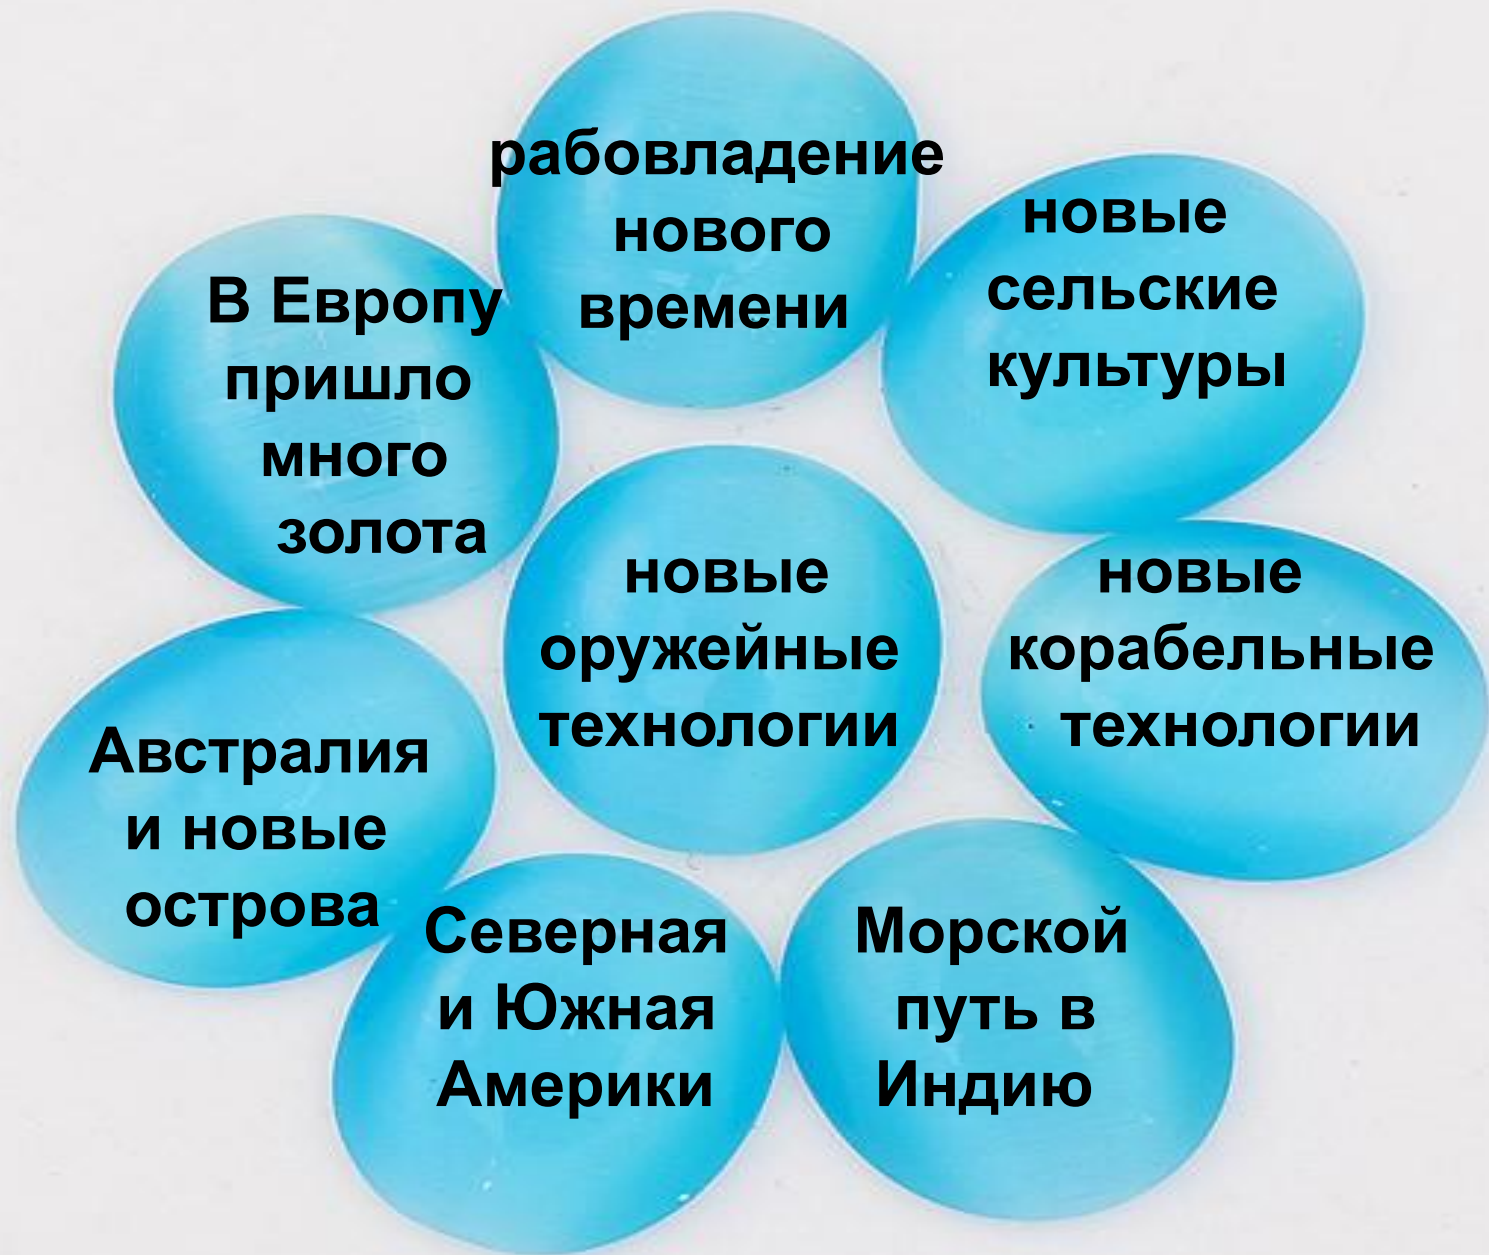 рабовладение
нового
времени
новые
сельские
культуры
В Европу
пришло
много
золота
новые
оружейные
технологии
новые
корабельные
технологии
Австралия
и новые
острова
Северная
и Южная
Америки
Морской
путь в
Индию